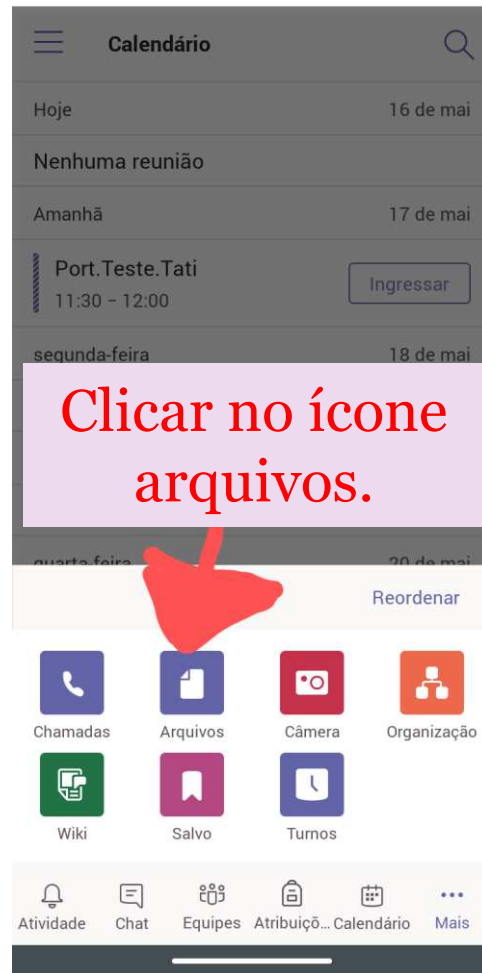 Calendário
Hoje 16 de mai
Nenhuma reunião
Amanhã 17 de mai
Port.Teste.Tati
11:30 – 12:00
Ingressar
segunda-feira 18 de mai
Clicar no ícone
arquivos.
quarta-feira 20 de mai
Reordenar
Chamadas Arquivos Câmera Organização
Wiki Salvo Turnos
Atividade Chat Equipes Atribuiçõ... Calendário Mais